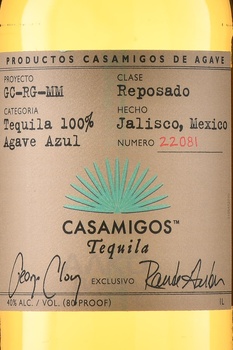 PRODUCTOS CASAMIGOS DE AGAVE
PROYECTO
GC-RG-MM
CLASE
Reposado
CATEGORIA
Tequila 100%
Agave Azul
HECHO
Jalisco, Mexico
NUMERO 22081
CASAMIGOS™
Tequila
EXCLUSIVO
40% ALC. / VOL. (80 PROOF)
1L